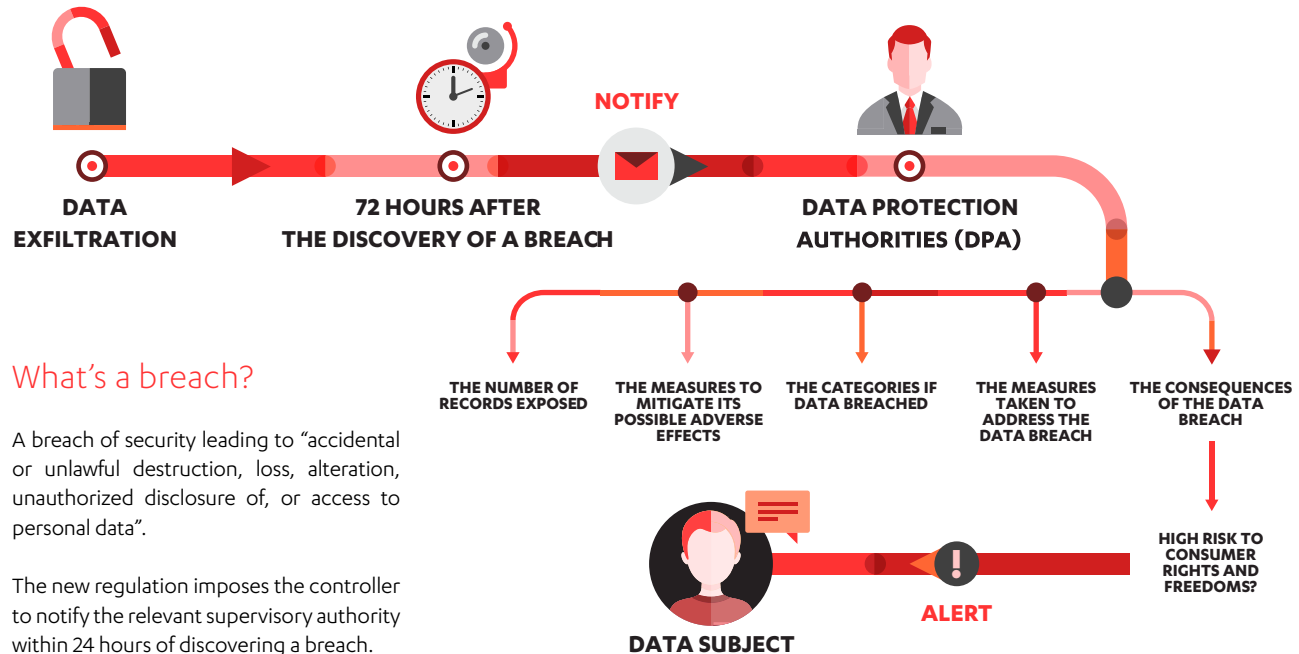 NOTIFY
DATA
EXFILTRATION
72 HOURS AFTER
THE DISCOVERY OF A BREACH
DATA PROTECTION
AUTHORITIES (DPA)
THE NUMBER OF
RECORDS EXPOSED
THE MEASURES TO
MITIGATE ITS
POSSIBLE ADVERSE
EFFECTS
THE CATEGORIES IF
DATA BREACHED
THE MEASURES
TAKEN TO
ADDRESS THE
DATA BREACH
THE CONSEQUENCES
OF THE DATA
BREACH
What's a breach?
A breach of security leading to “accidental
or unlawful destruction, loss, alteration,
unauthorized disclosure of, or access to
personal data”.
The new regulation imposes the controller
to notify the relevant supervisory authority
within 24 hours of discovering a breach.
HIGH RISK TO
CONSUMER
RIGHTS AND
FREEDOMS?
!
ALERT
DATA SUBJECT